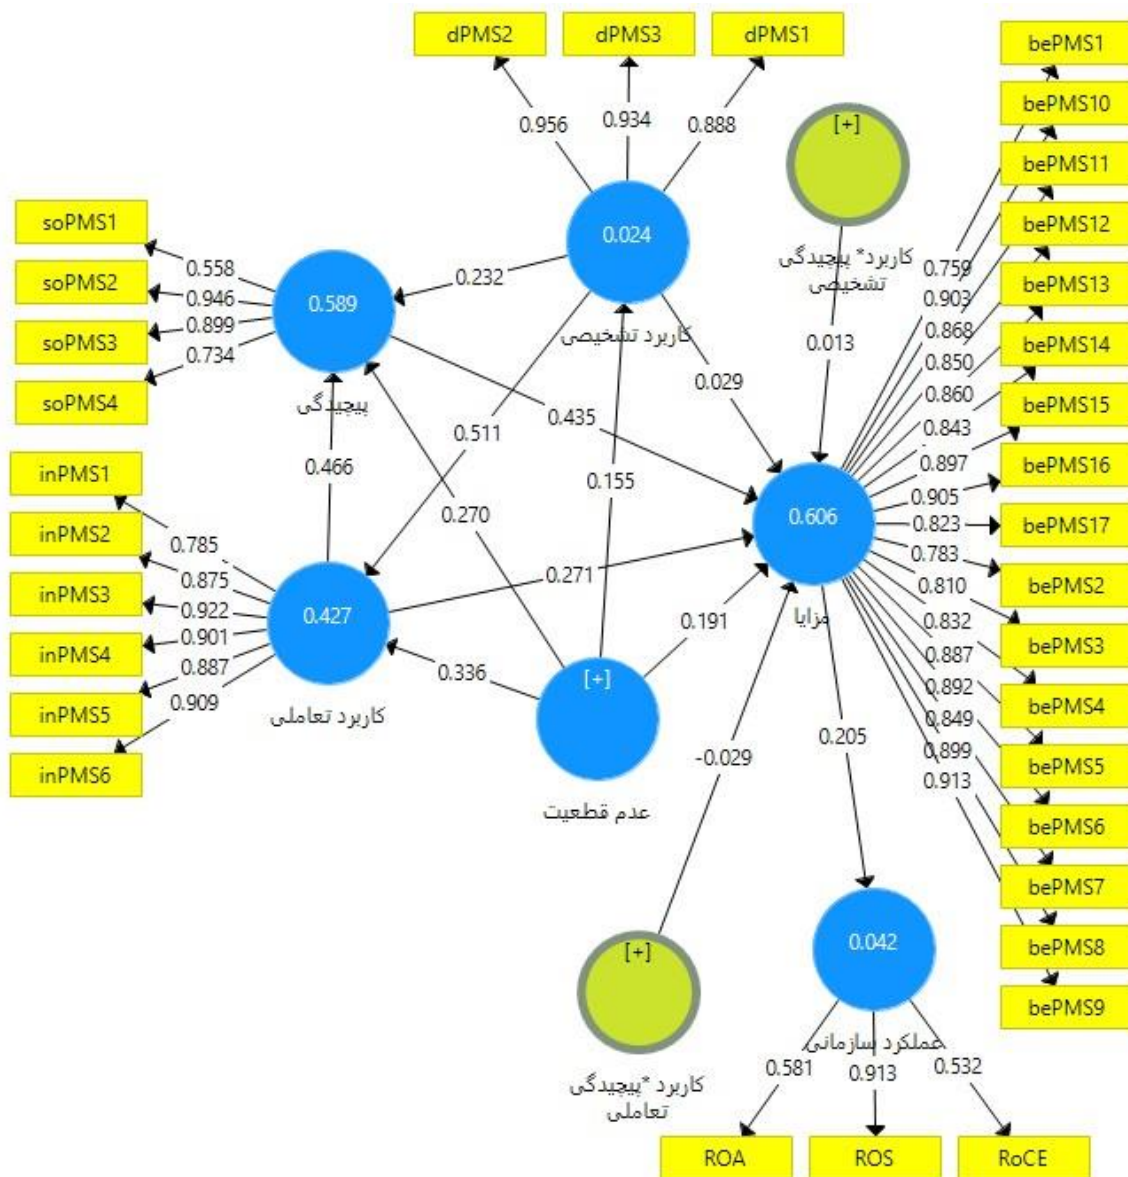 dPMS2
dPMS3
dPMS1
bePMS1
bePMS10
bePMS11
bePMS12
bePMS13
bePMS14
bePMS15
bePMS16
bePMS17
bePMS2
bePMS3
bePMS4
bePMS5
bePMS6
bePMS7
bePMS8
bePMS9
0.956
0.934
0.888
[+]
کاربرد* پیچیدگی
تشخیصی
0.013
soPMS1
soPMS2
soPMS3
soPMS4
0.558
0.946
0.899
0.734
0.589
پیچیدگی
0.232
0.024
کاربرد تشخیصی
0.029
0.435
0.511
0.466
0.270
0.155
inPMS1
inPMS2
inPMS3
inPMS4
inPMS5
inPMS6
0.785
0.875
0.922
0.901
0.887
0.909
0.427
کاربرد تعاملی
0.271
0.336
0.191
[+]
عدم قطعیت
0.606
مزایا
0.759
0.903
0.868
0.850
0.860
0.843
0.897
0.905
0.823
0.783
0.810
0.832
0.887
0.892
0.849
0.899
0.913
-0.029
0.205
[+]
کاربرد *پیچیدگی
تعاملی
0.042
عملکرد سازمانی
0.581
0.913
0.532
ROA
ROS
RoCE